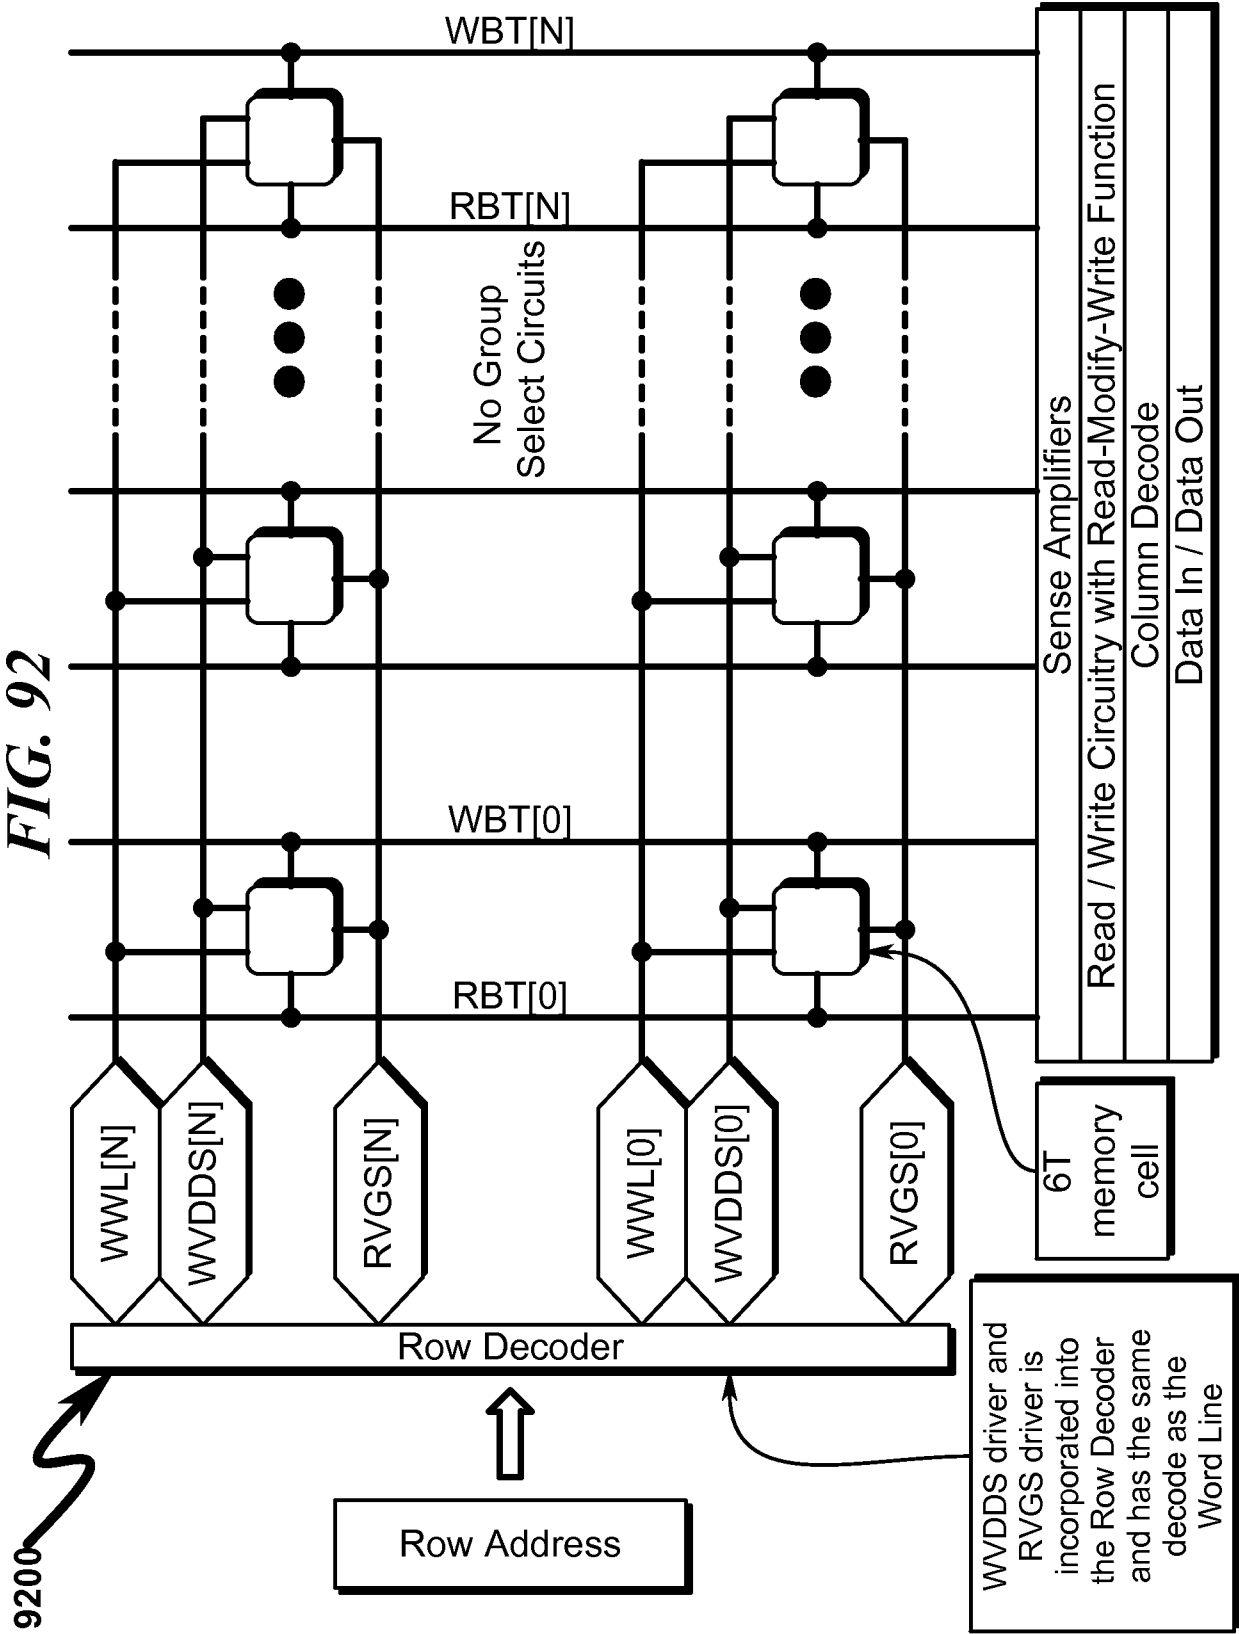 FIG. 92
9200
WBT[N]
RBT[N]
No Group
Select Circuits
WBT[0]
RBT[0]
WWL[N]
WVDDS[N]
RVGS[N]
WWL[0]
WVDDS[0]
RVGS[0]
Row Decoder
Row Address
Sense Amplifiers
Read / Write Circuitry with Read-Modify-Write Function
Column Decode
Data In / Data Out
6T
memory
cell
WVDDS driver and
RVGS driver is
incorporated into
the Row Decoder
and has the same
decode as the
Word Line